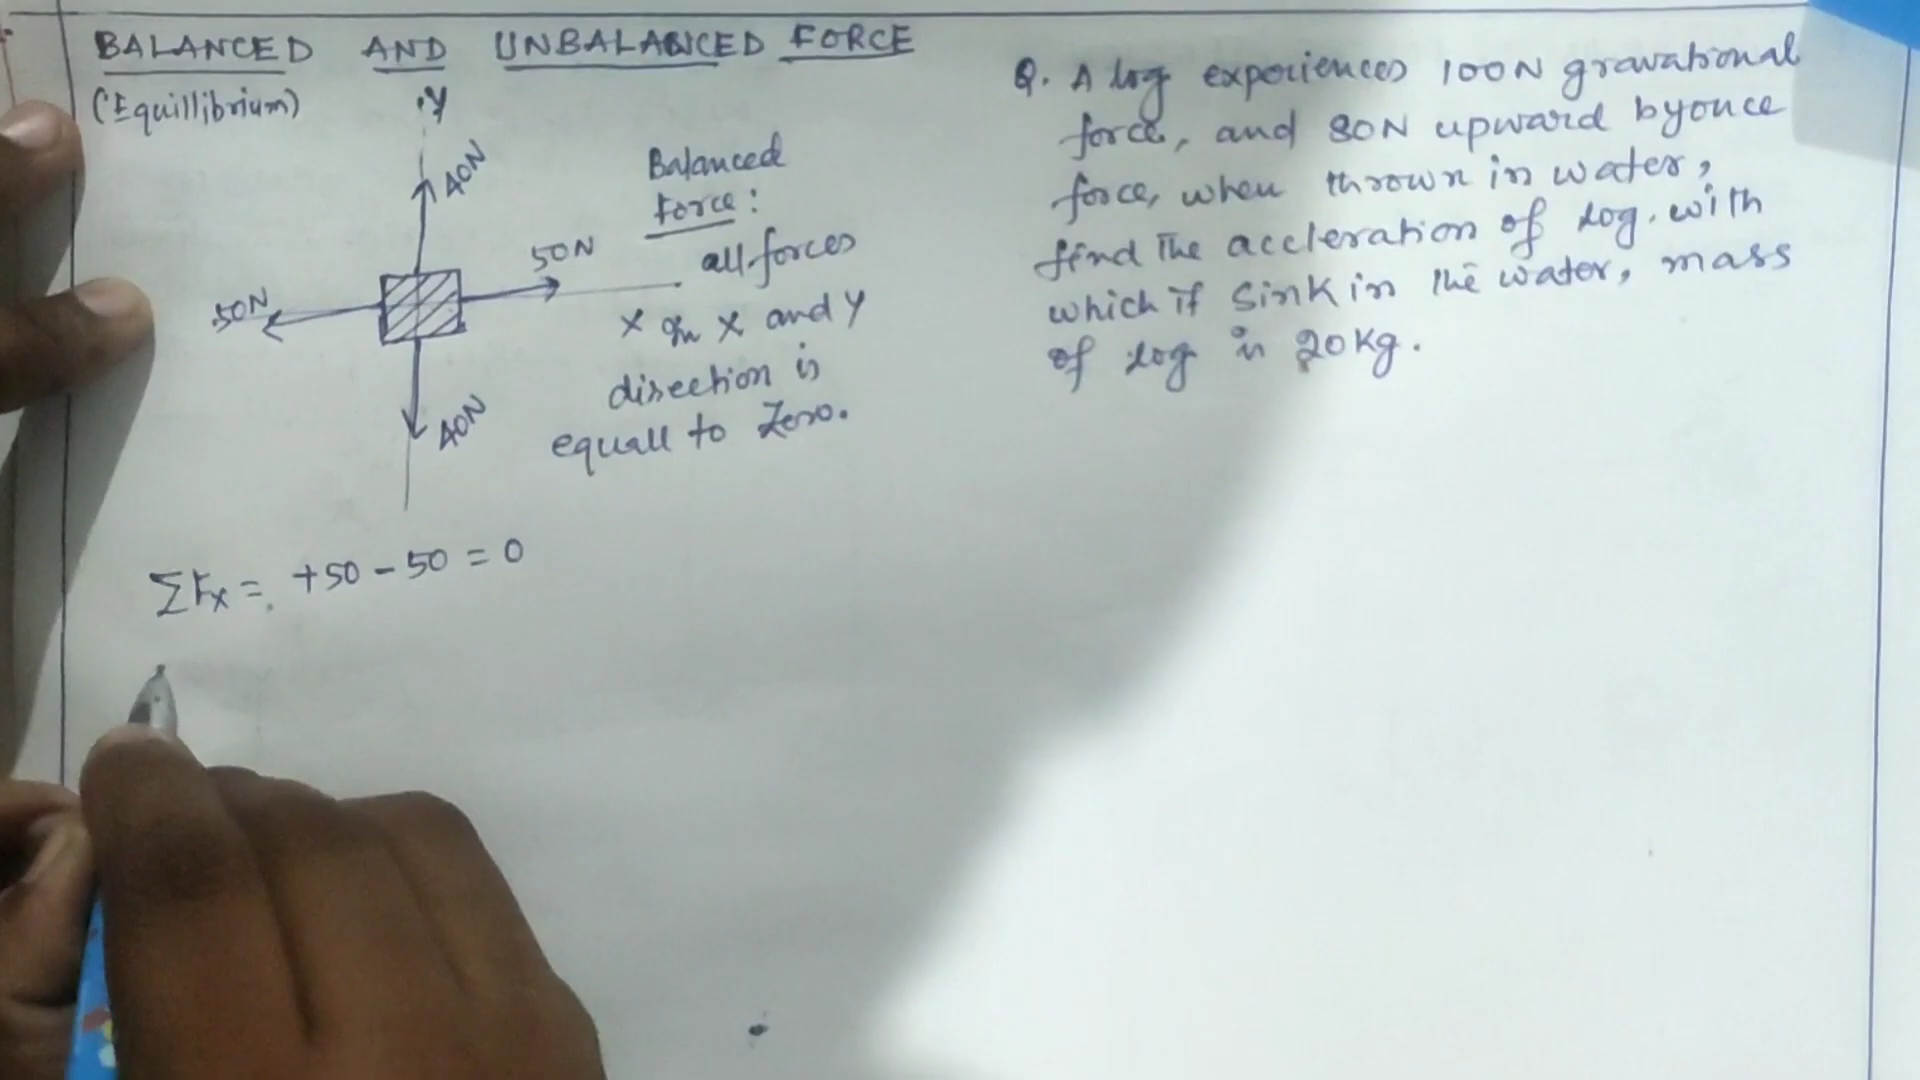 BALANCED AND UNBALANCED FORCE
(Equillibrium)
Y
40N
50N
50N
40N
Balanced
Force:
all forces
x in x and y
direction is
equall to Zero.
ΣFx = +50 - 50 = 0
Q. A log experiences 100N gravational
force, and 80N upward byouce
force, when thrown in water,
find the accleration of log. with
which it sink in the water, mass
of log is 20kg.